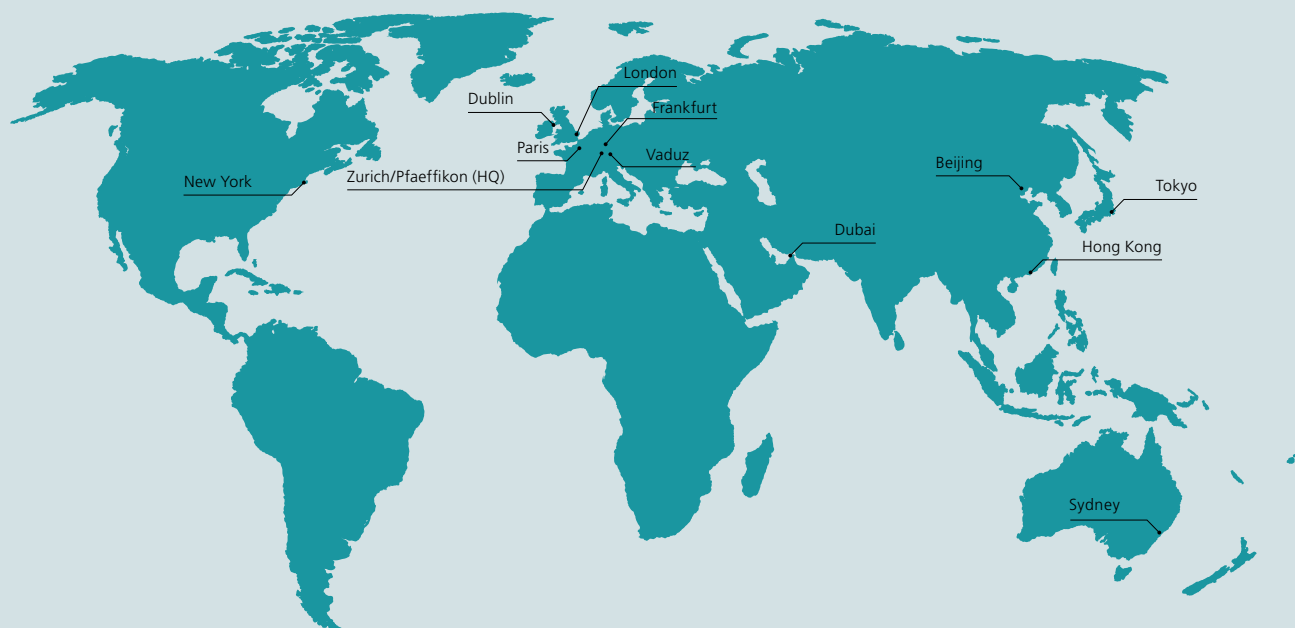 London
Dublin
Frankfurt
Paris
Vaduz
Beijing
Zurich/Pfaeffikon (HQ)
New York
Tokyo
Dubai
Hong Kong
Sydney